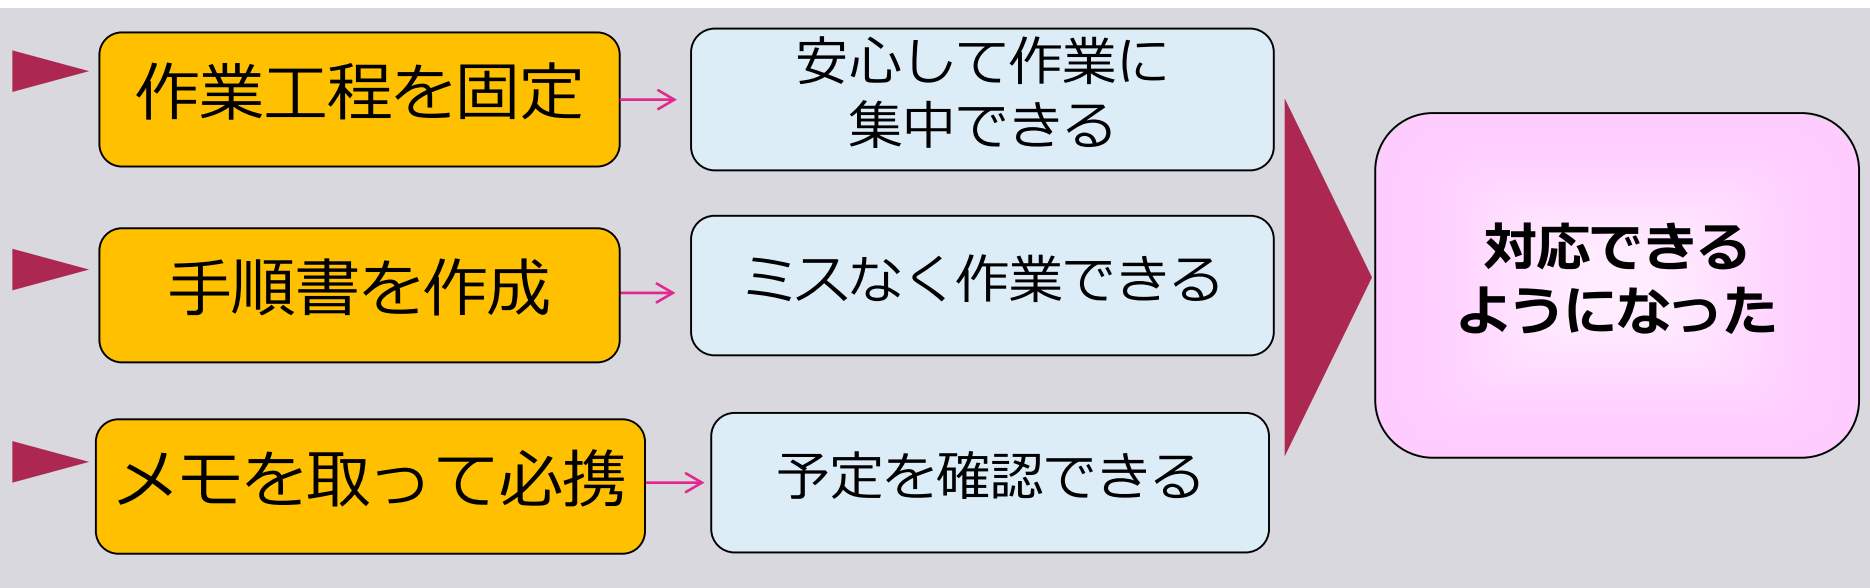 作業工程を固定
安心して作業に
集中できる
手順書を作成
ミスなく作業できる
メモを取って必携
予定を確認できる
対応できる
ようになった